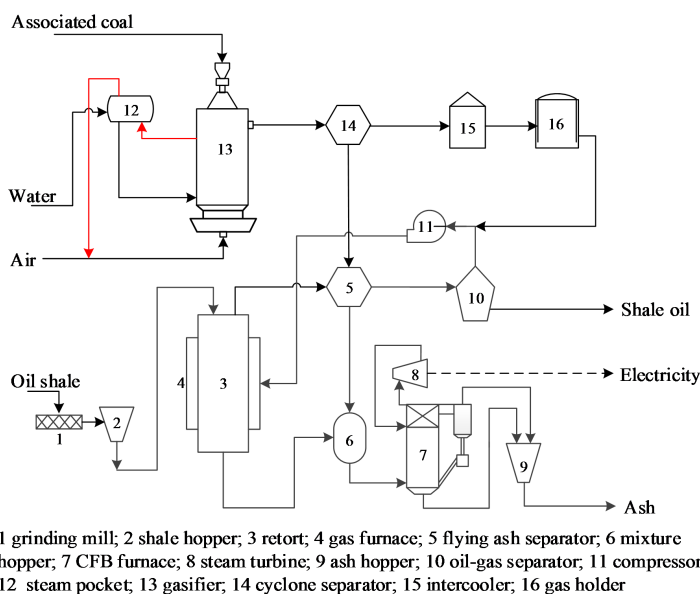 Associated coal
12
13
14
15
16
Water
Air
11
5
10
Shale oil
Oil shale
4
3
8
Electricity
1
2
6
7
9
Ash
1 grinding mill; 2 shale hopper; 3 retort; 4 gas furnace; 5 flying ash separator; 6 mixture
hopper; 7 CFB furnace; 8 steam turbine; 9 ash hopper; 10 oil-gas separator; 11 compressor
12 steam pocket; 13 gasifier; 14 cyclone separator; 15 intercooler; 16 gas holder